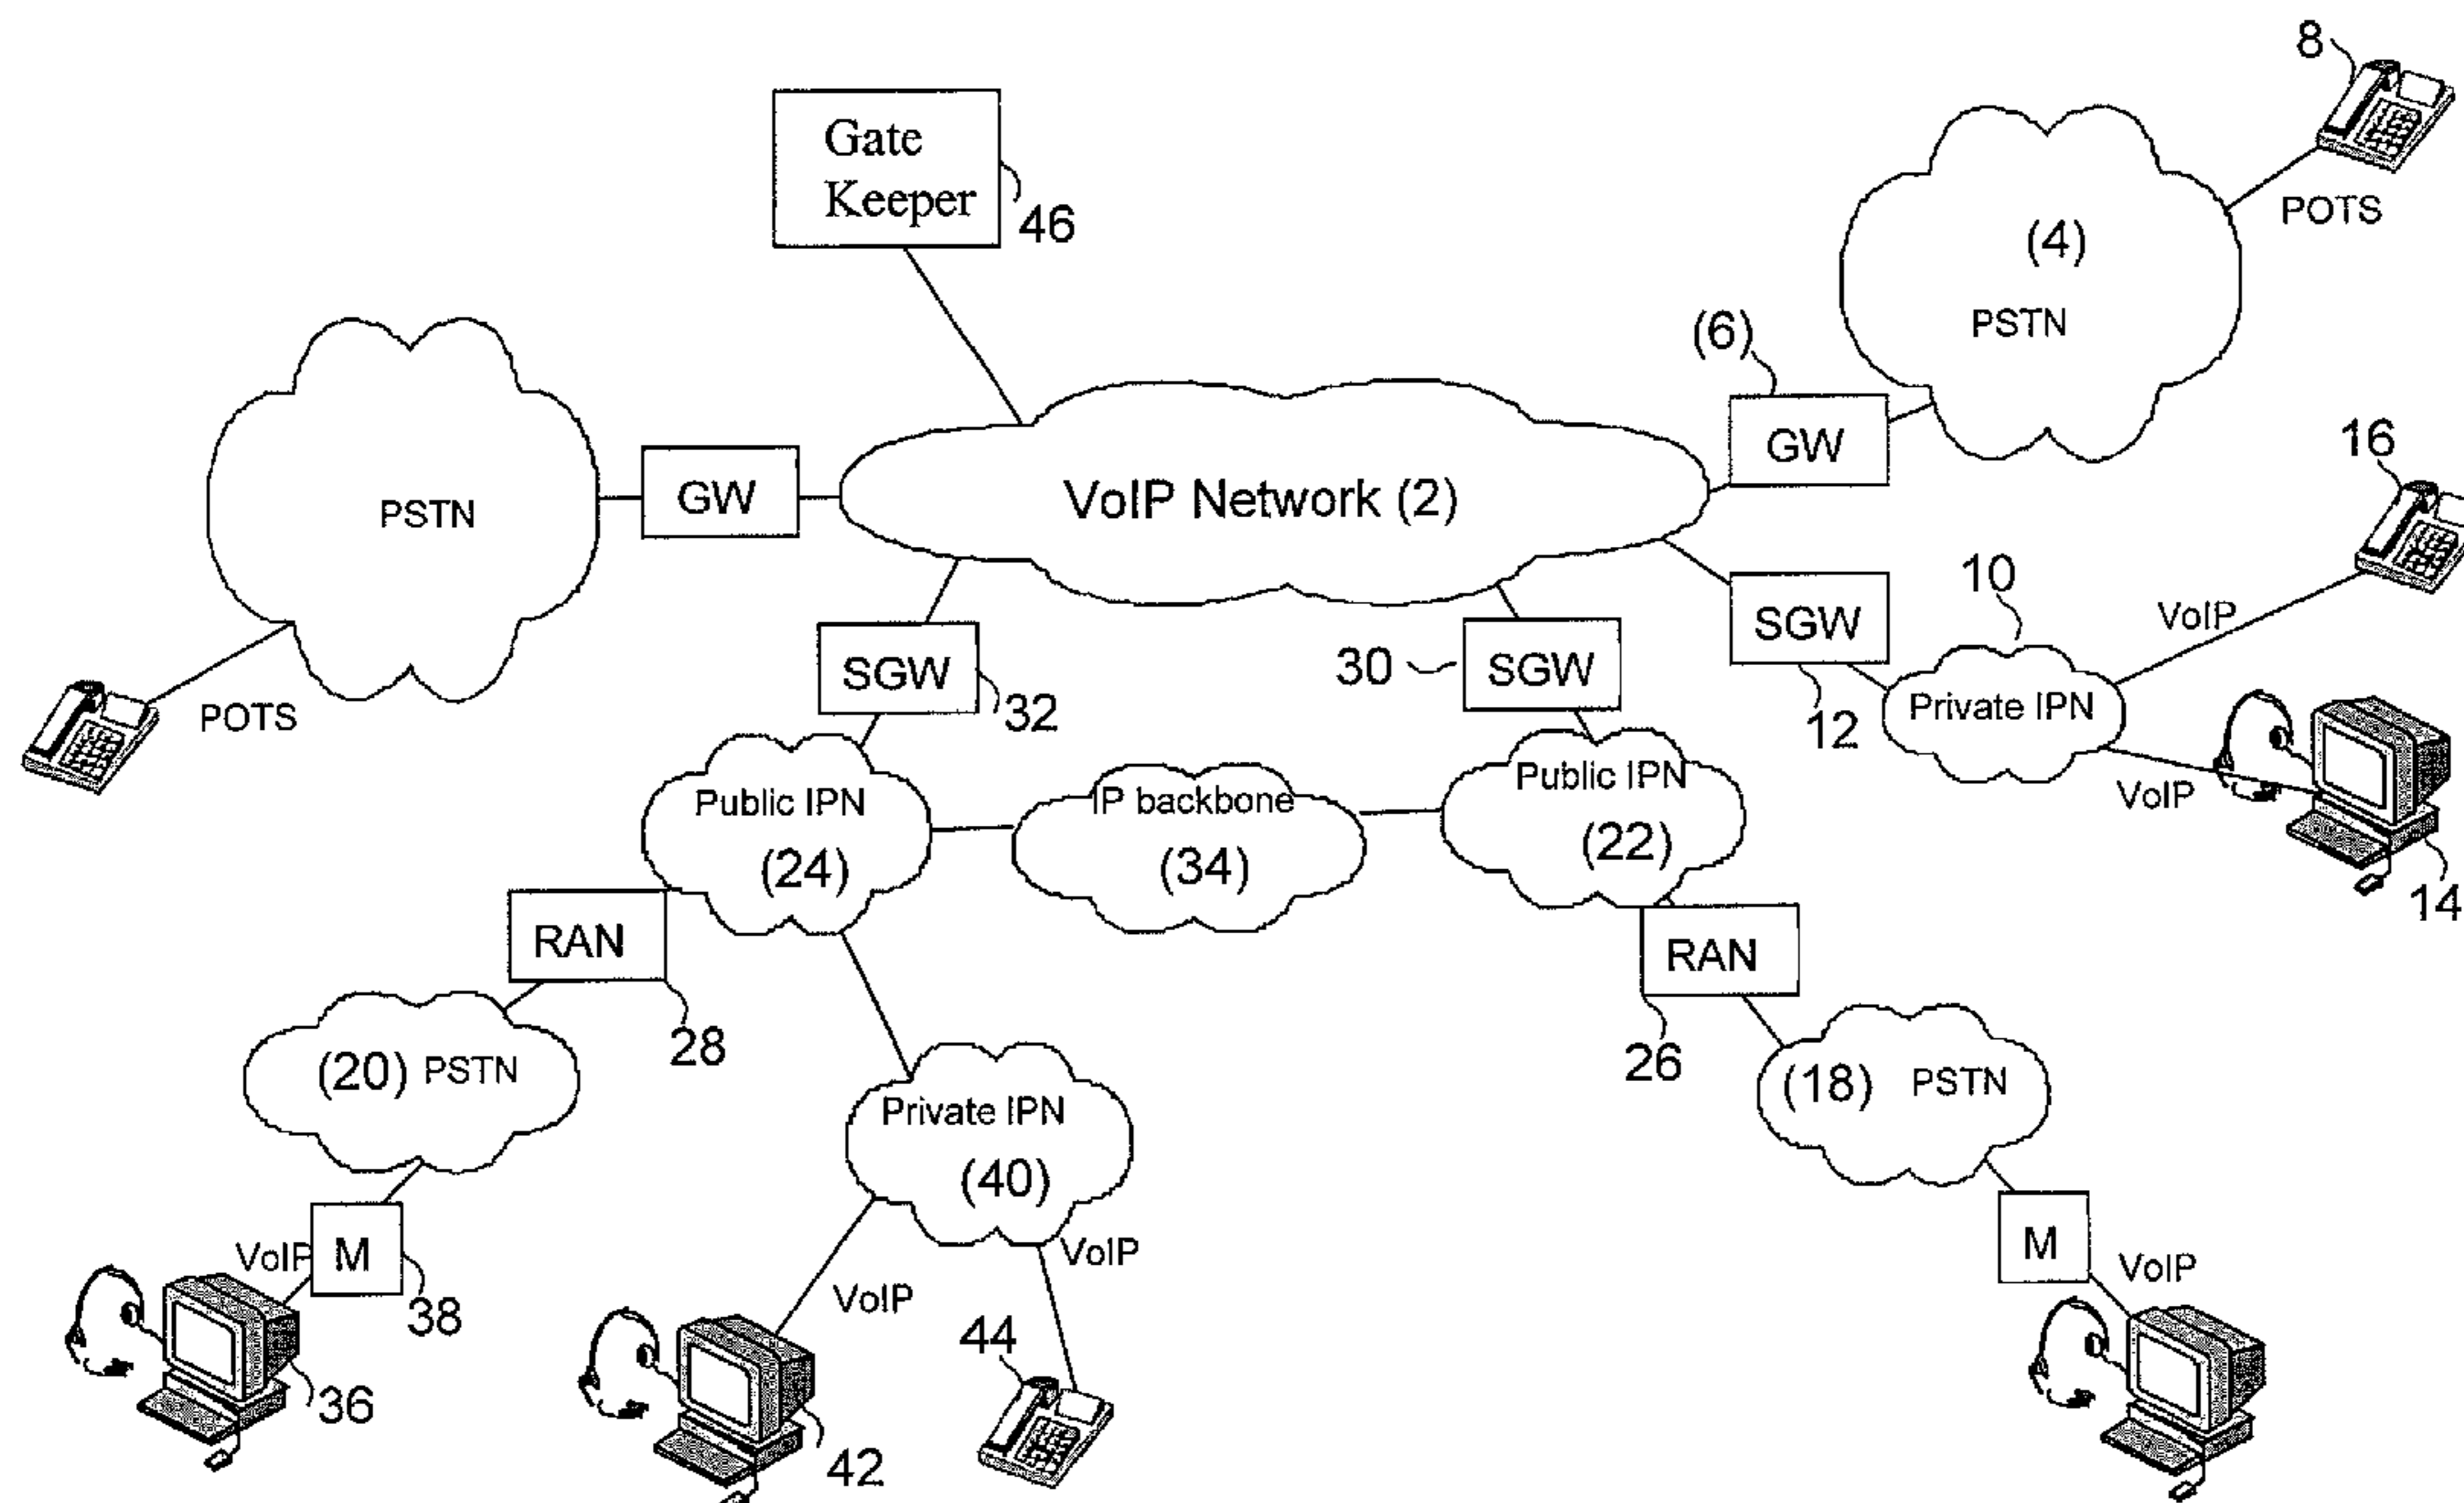 8
Gate
Keeper
46
(4)
POTS
PSTN
(6)
GW
16
PSTN
GW
VoIP Network (2)
10
VoIP
SGW
SGW
30
SGW
32
12
Private IPN
POTS
VoIP
14
Public IPN
(24)
IP backbone
(34)
Public IPN
(22)
RAN
28
RAN
26
(20) PSTN
Private IPN
(40)
(18) PSTN
VoIP
M
38
36
VoIP
VoIP
42
44
M
VoIP